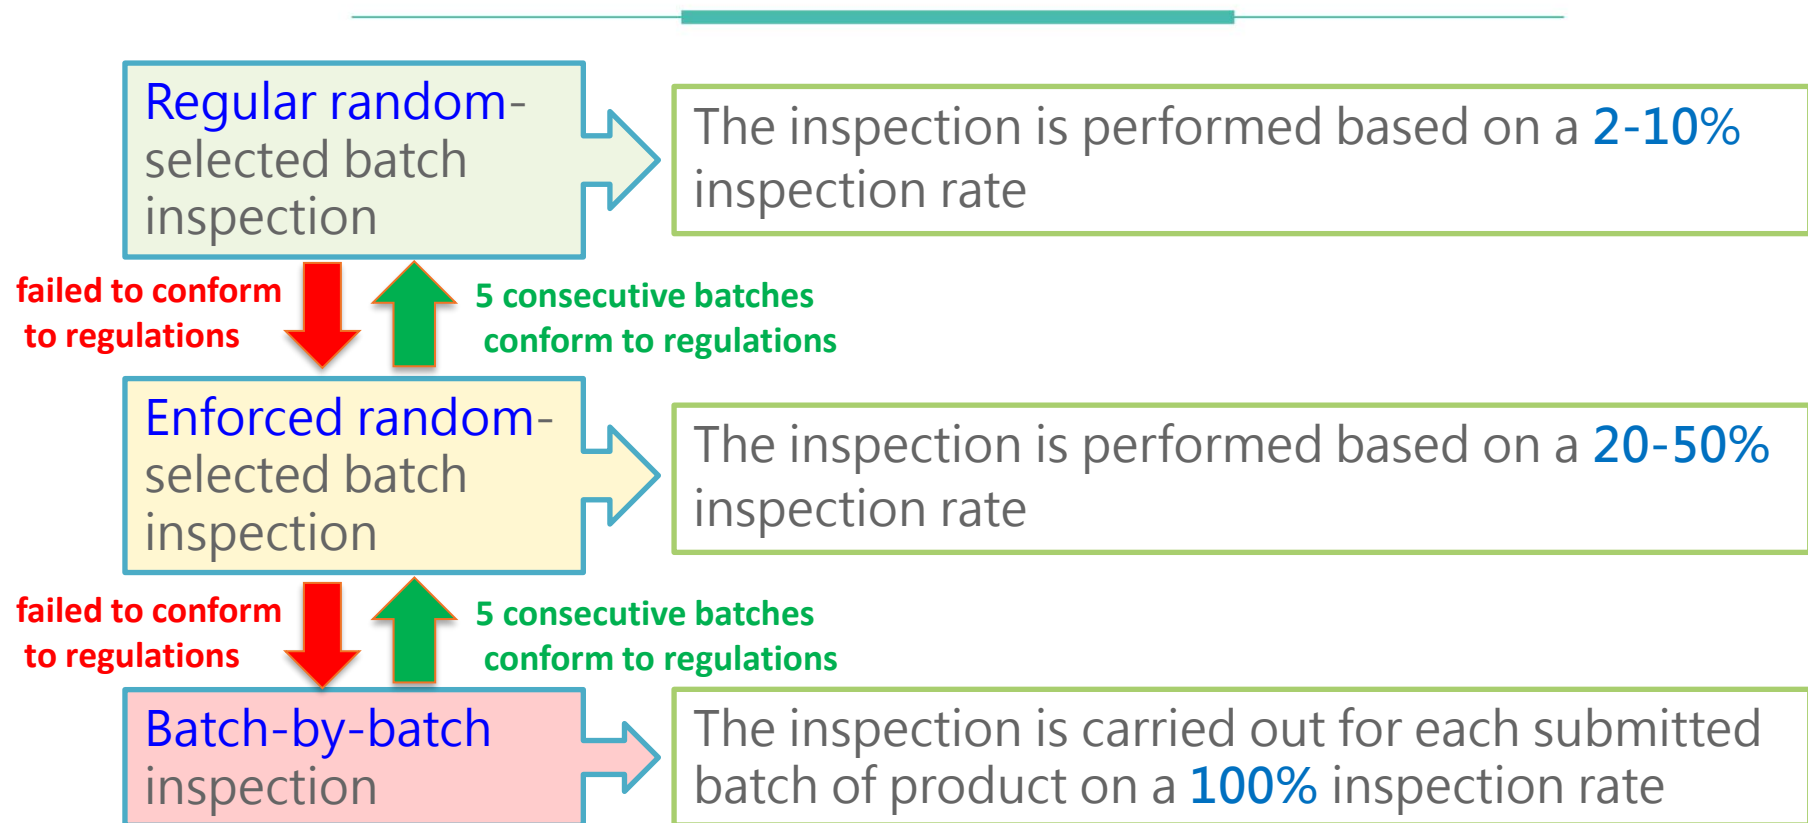 Regular random-
selected batch
inspection
The inspection is performed based on a 2-10%
inspection rate
failed to conform
to regulations
5 consecutive batches
conform to regulations
Enforced random-
selected batch
inspection
The inspection is performed based on a 20-50%
inspection rate
failed to conform
to regulations
5 consecutive batches
conform to regulations
Batch-by-batch
inspection
The inspection is carried out for each submitted
batch of product on a 100% inspection rate